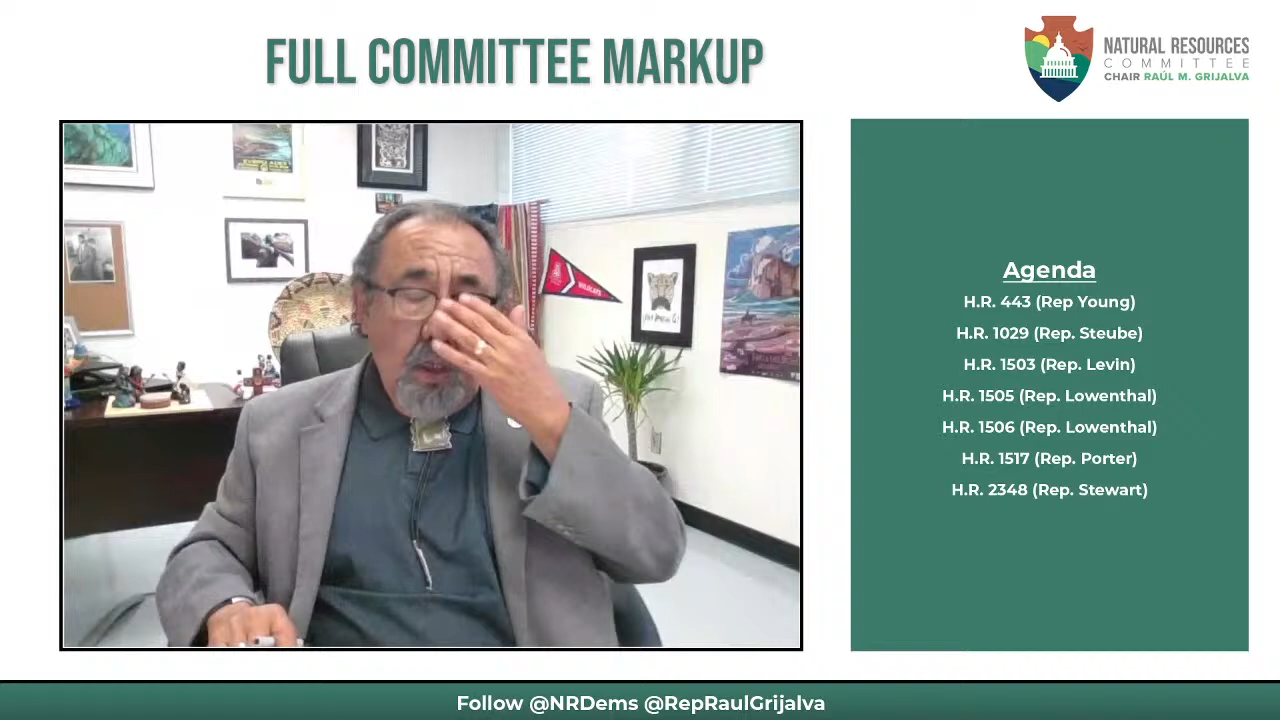 FULL COMMITTEE MARKUP
NATURAL RESOURCES
COMMITTEE
CHAIR RAÚL M. GRIJALVA
WILDCATS
Agenda
H.R. 443 (Rep Young)
H.R. 1029 (Rep. Steube)
H.R. 1503 (Rep. Levin)
H.R. 1505 (Rep. Lowenthal)
H.R. 1506 (Rep. Lowenthal)
H.R. 1517 (Rep. Porter)
H.R. 2348 (Rep. Stewart)
Follow @NRDems @RepRaulGrijalva